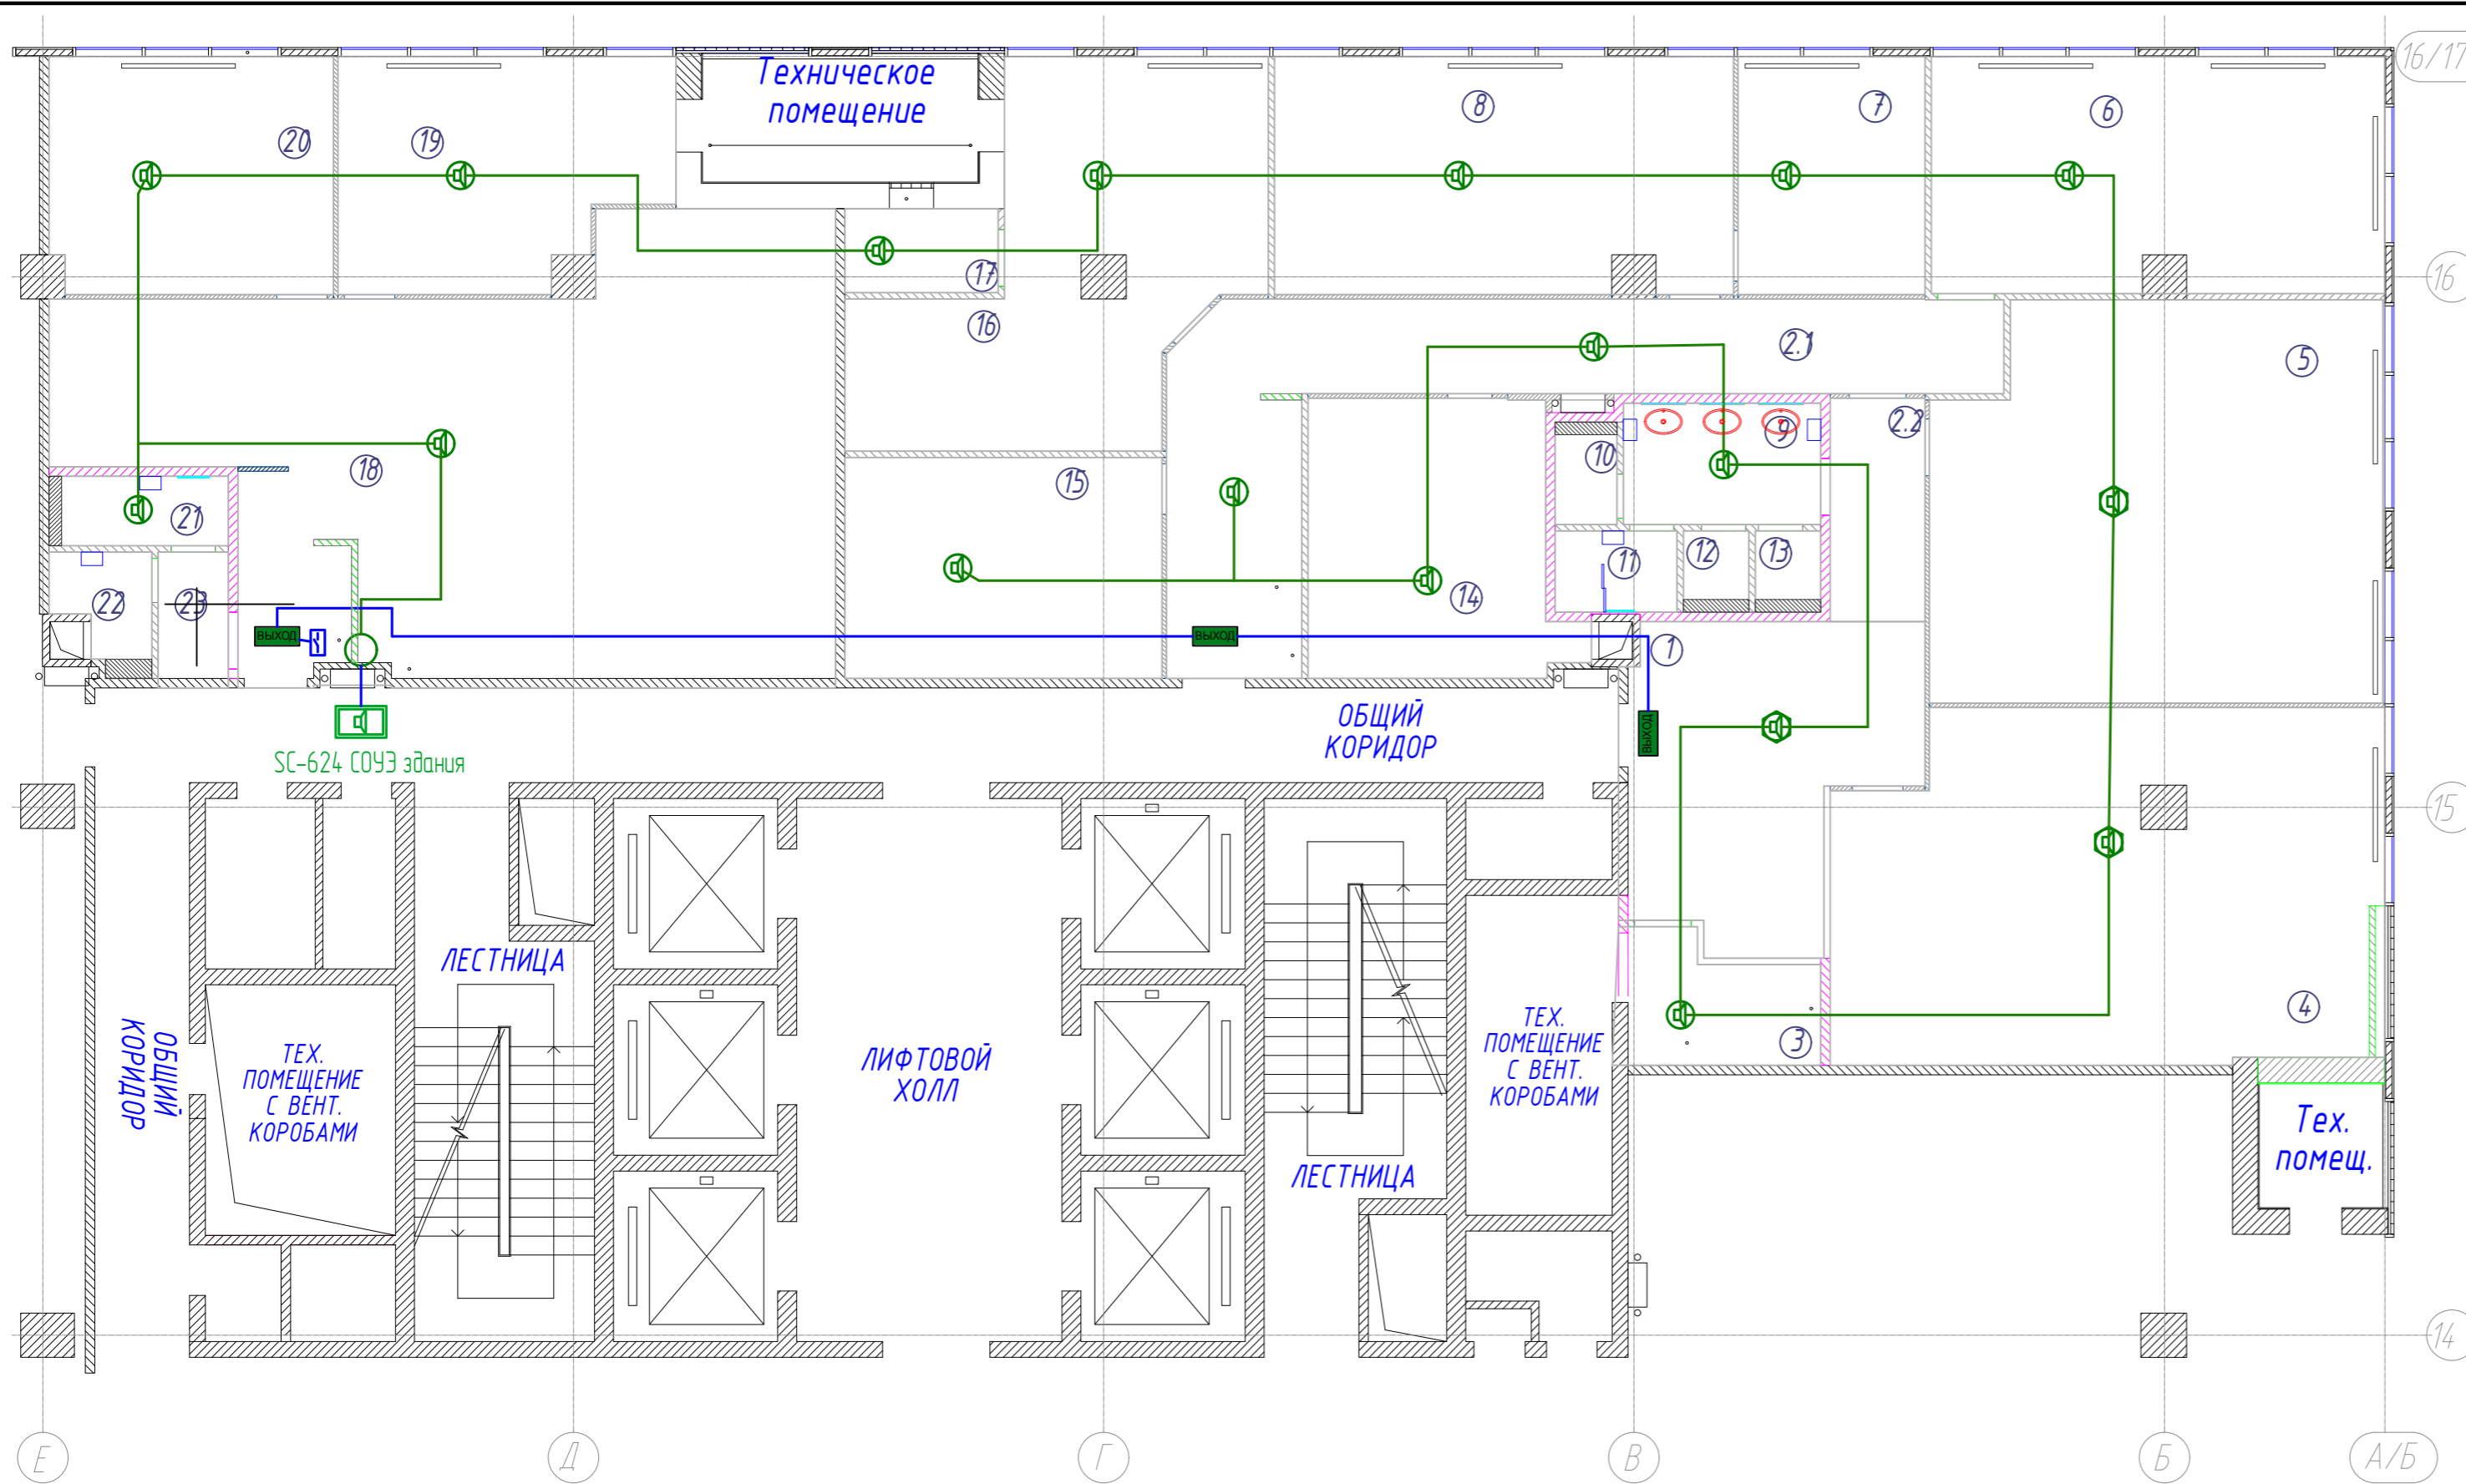 16/17
Техническое
помещение
8
7
6
20
19
17
16
16
2.1
5
2.2
9
10
18
15
21
11
12
13
14
22
23
ВЫХОД
ВЫХОД
1
ОБЩИЙ
КОРИДОР
ВЫХОД
SC-624 СОУЭ здания
15
ЛЕСТНИЦА
4
ОБЩИЙ
КОРИДОР
ТЕХ.
ПОМЕЩЕНИЕ
С ВЕНТ.
КОРОБАМИ
ЛИФТОВОЙ
ХОЛЛ
ТЕХ.
ПОМЕЩЕНИЕ
С ВЕНТ.
КОРОБАМИ
3
Тех.
помещ.
ЛЕСТНИЦА
14
Е
Д
Г
В
Б
А/Б